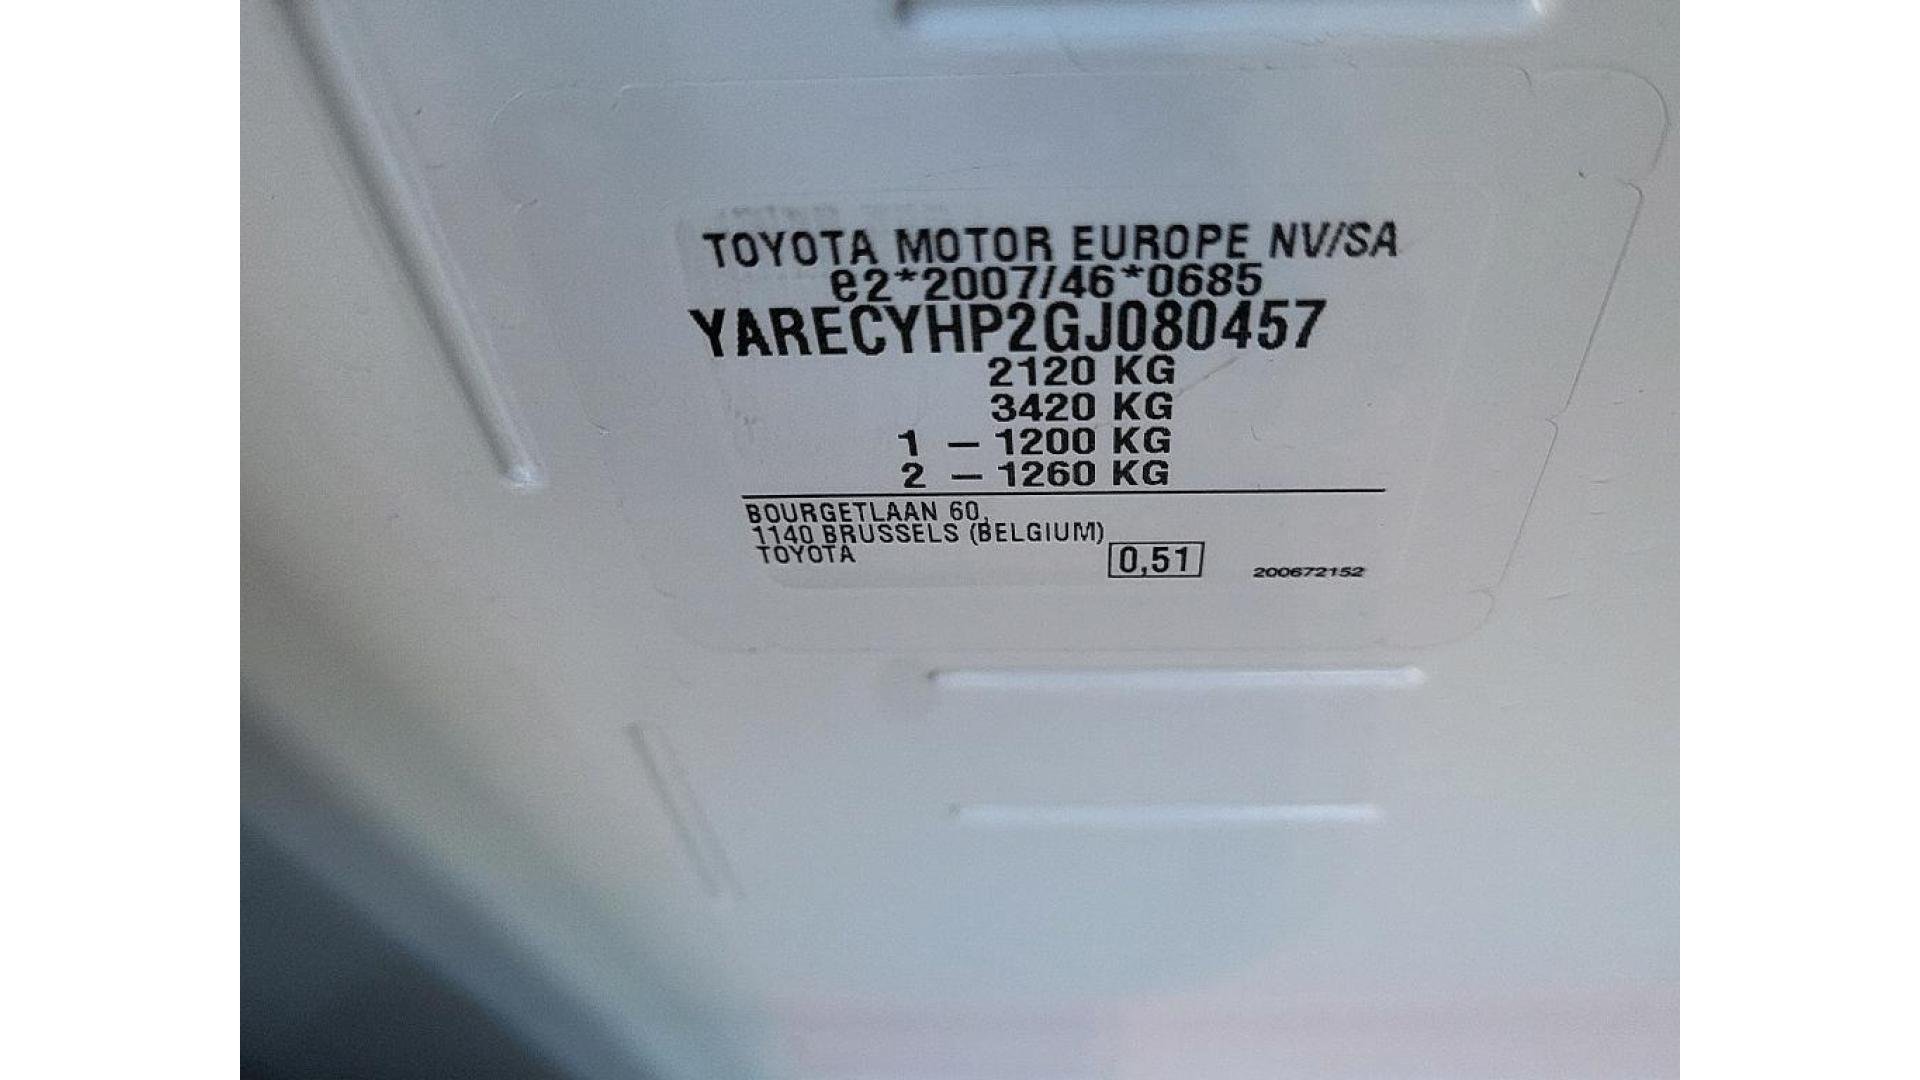 TOYOTA MOTOR EUROPE NV/SA
e2*2007/46*0685
YARECYHP2GJ080457
2120 KG
3420 KG
1 – 1200 KG
2 – 1260 KG
BOURGETLAAN 60,
1140 BRUSSELS (BELGIUM)
TOYOTA
0,51
200672152